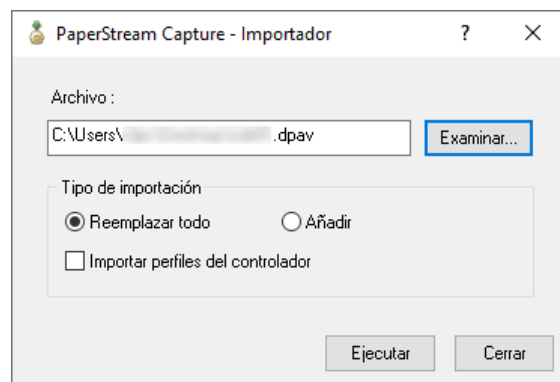 PaperStream Capture - Importador
Archivo :
C:\Users\ .dpav
Examinar...
Tipo de importación
Reemplazar todo
Añadir
Importar perfiles del controlador
Ejecutar
Cerrar